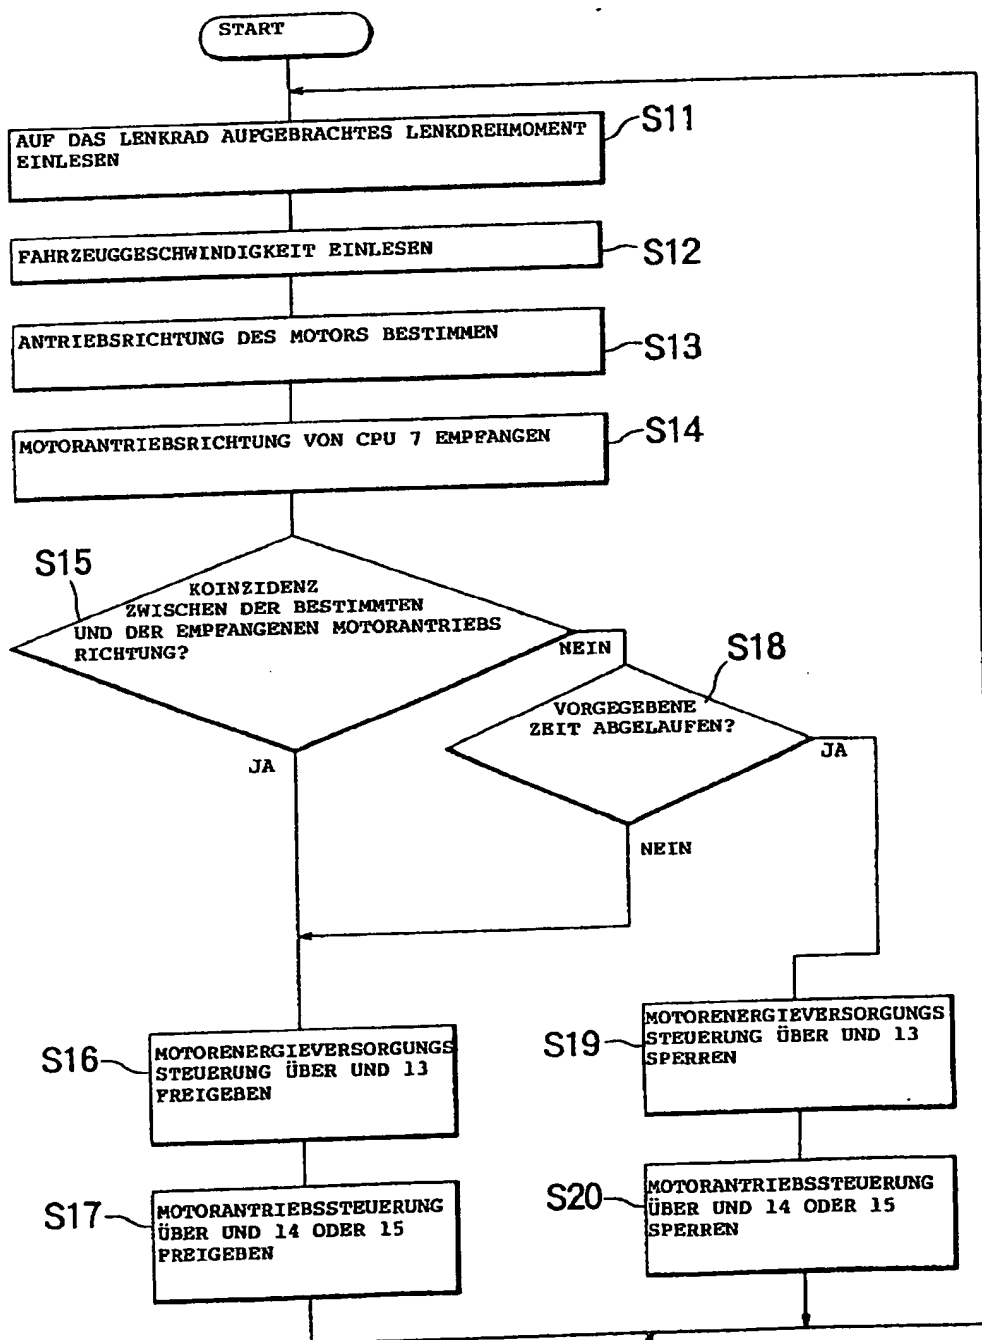 START
S11
AUF DAS LENKRAD AUFGEBRACHTES LENKDREHMOMENT
EINLESEN
FAHRZEUGGESCHWINDIGKEIT EINLESEN
S12
ANTRIEBSRICHTUNG DES MOTORS BESTIMMEN
S13
MOTORANTRIEBSRICHTUNG VON CPU 7 EMPFANGEN
S14
S15
KOINZIDENZ
ZWISCHEN DER BESTIMMTEN
UND DER EMPFANGENEN MOTORANTRIEBS
RICHTUNG?
NEIN
S18
VORGEGEBENE
ZEIT ABGELAUFEN?
JA
JA
NEIN
S16
MOTORENERGIEVERSORGUNGS
STEUERUNG ÜBER UND 13
FREIGEBEN
S19
MOTORENERGIEVERSORGUNGS
STEUERUNG ÜBER UND 13
SPERREN
S17
MOTORANTRIEBSSTEUERUNG
ÜBER UND 14 ODER 15
FREIGEBEN
S20
MOTORANTRIEBSSTEUERUNG
ÜBER UND 14 ODER 15
SPERREN